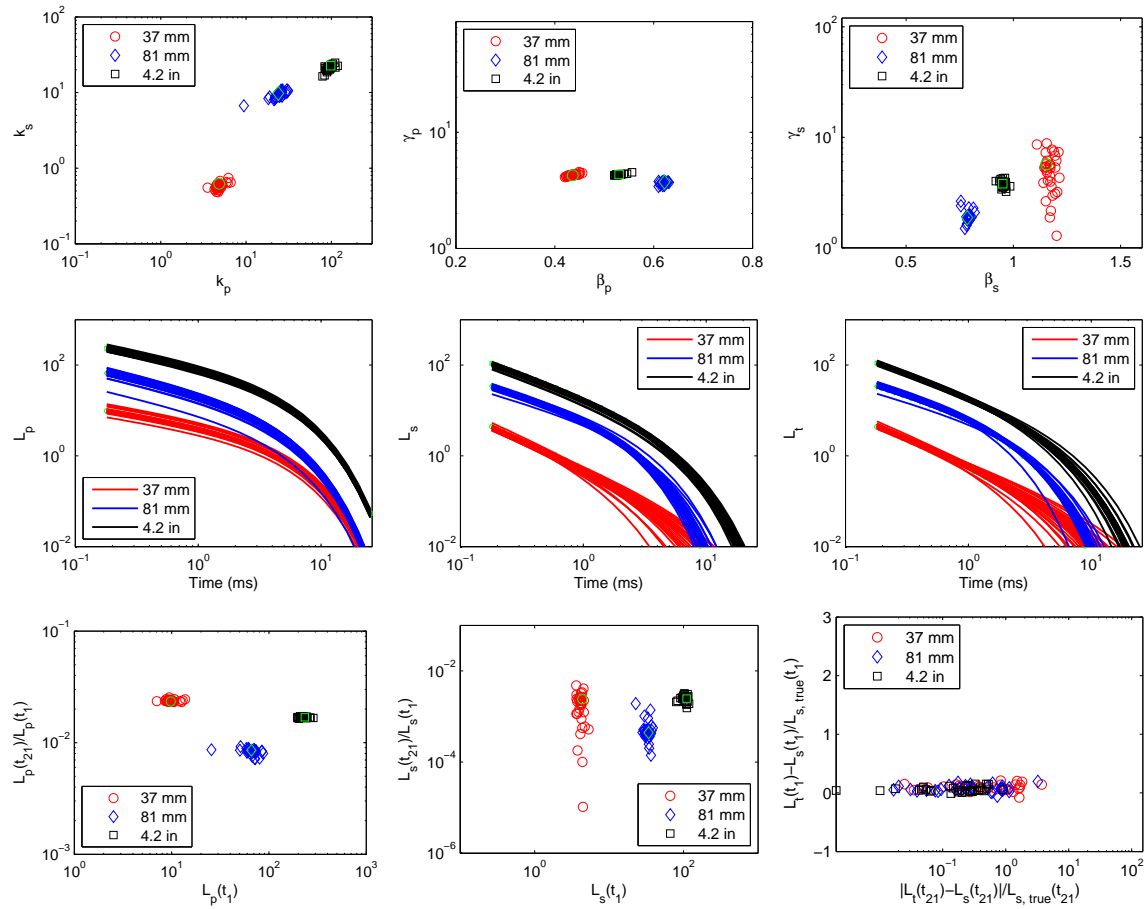 10^2
10^1
10^0
10^-1
k_s
37 mm
81 mm
4.2 in
10^-1
10^0
10^1
10^2
k_p
10^1
10^0
γ_p
37 mm
81 mm
4.2 in
0.2
0.4
0.6
0.8
β_p
10^2
10^1
10^0
γ_s
37 mm
81 mm
4.2 in
0.5
1
1.5
β_s
10^2
10^0
10^-2
L_p
37 mm
81 mm
4.2 in
10^-1
10^0
10^1
Time (ms)
10^2
10^0
10^-2
L_s
37 mm
81 mm
4.2 in
10^-1
10^0
10^1
Time (ms)
10^2
10^0
10^-2
L_t
37 mm
81 mm
4.2 in
10^-1
10^0
10^1
Time (ms)
10^-1
10^-2
10^-3
L_p(t_21)/L_p(t_1)
37 mm
81 mm
4.2 in
10^0
10^1
10^2
10^3
L_p(t_1)
10^-2
10^-4
10^-6
L_s(t_21)/L_s(t_1)
37 mm
81 mm
4.2 in
10^0
10^2
L_s(t_1)
3
2
1
0
-1
L_t(t_1)-L_s(t_1)/L_s, true(t_1)
37 mm
81 mm
4.2 in
10^-1
10^0
10^1
10^2
|L_t(t_21)-L_s(t_21)|/L_s, true(t_21)